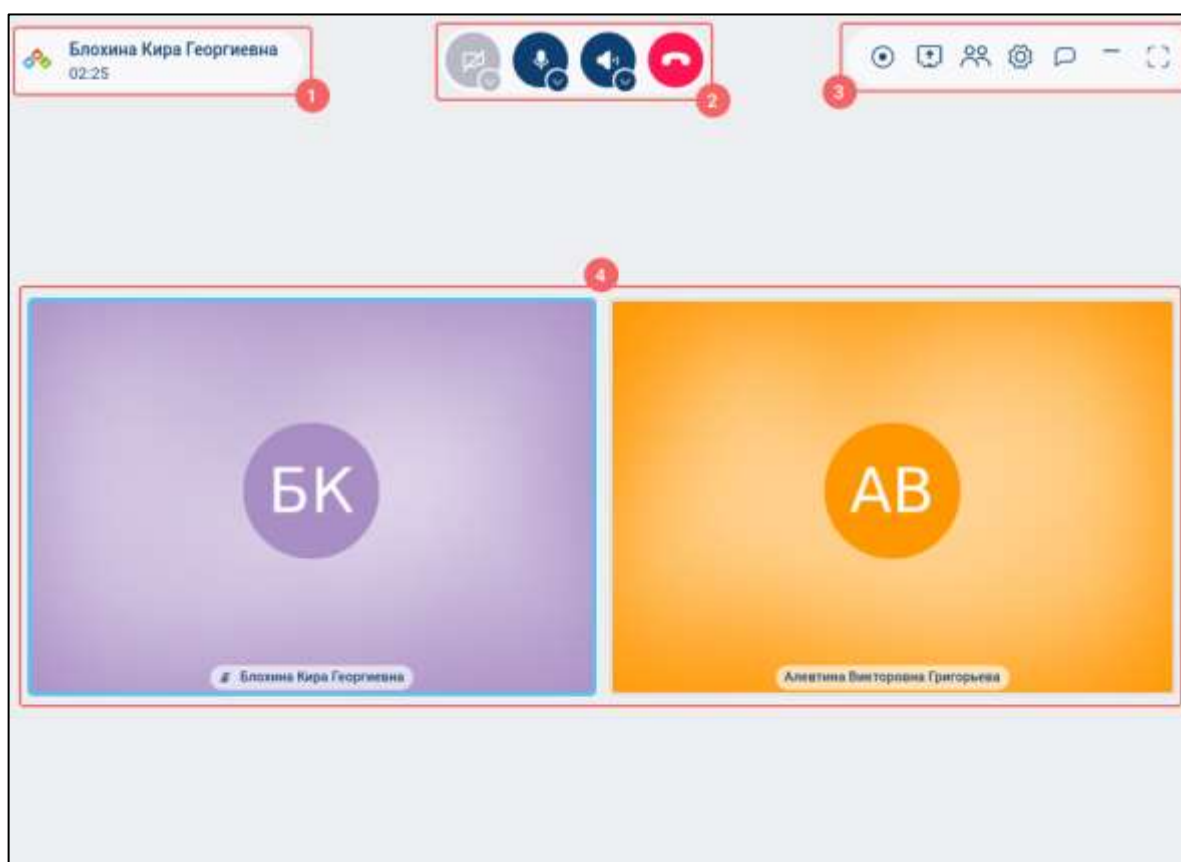 Блохина Кира Георгиевна
02:25
1
2
3
4
БК
АВ
Блохина Кира Георгиевна
Алевтина Викторовна Григорьева